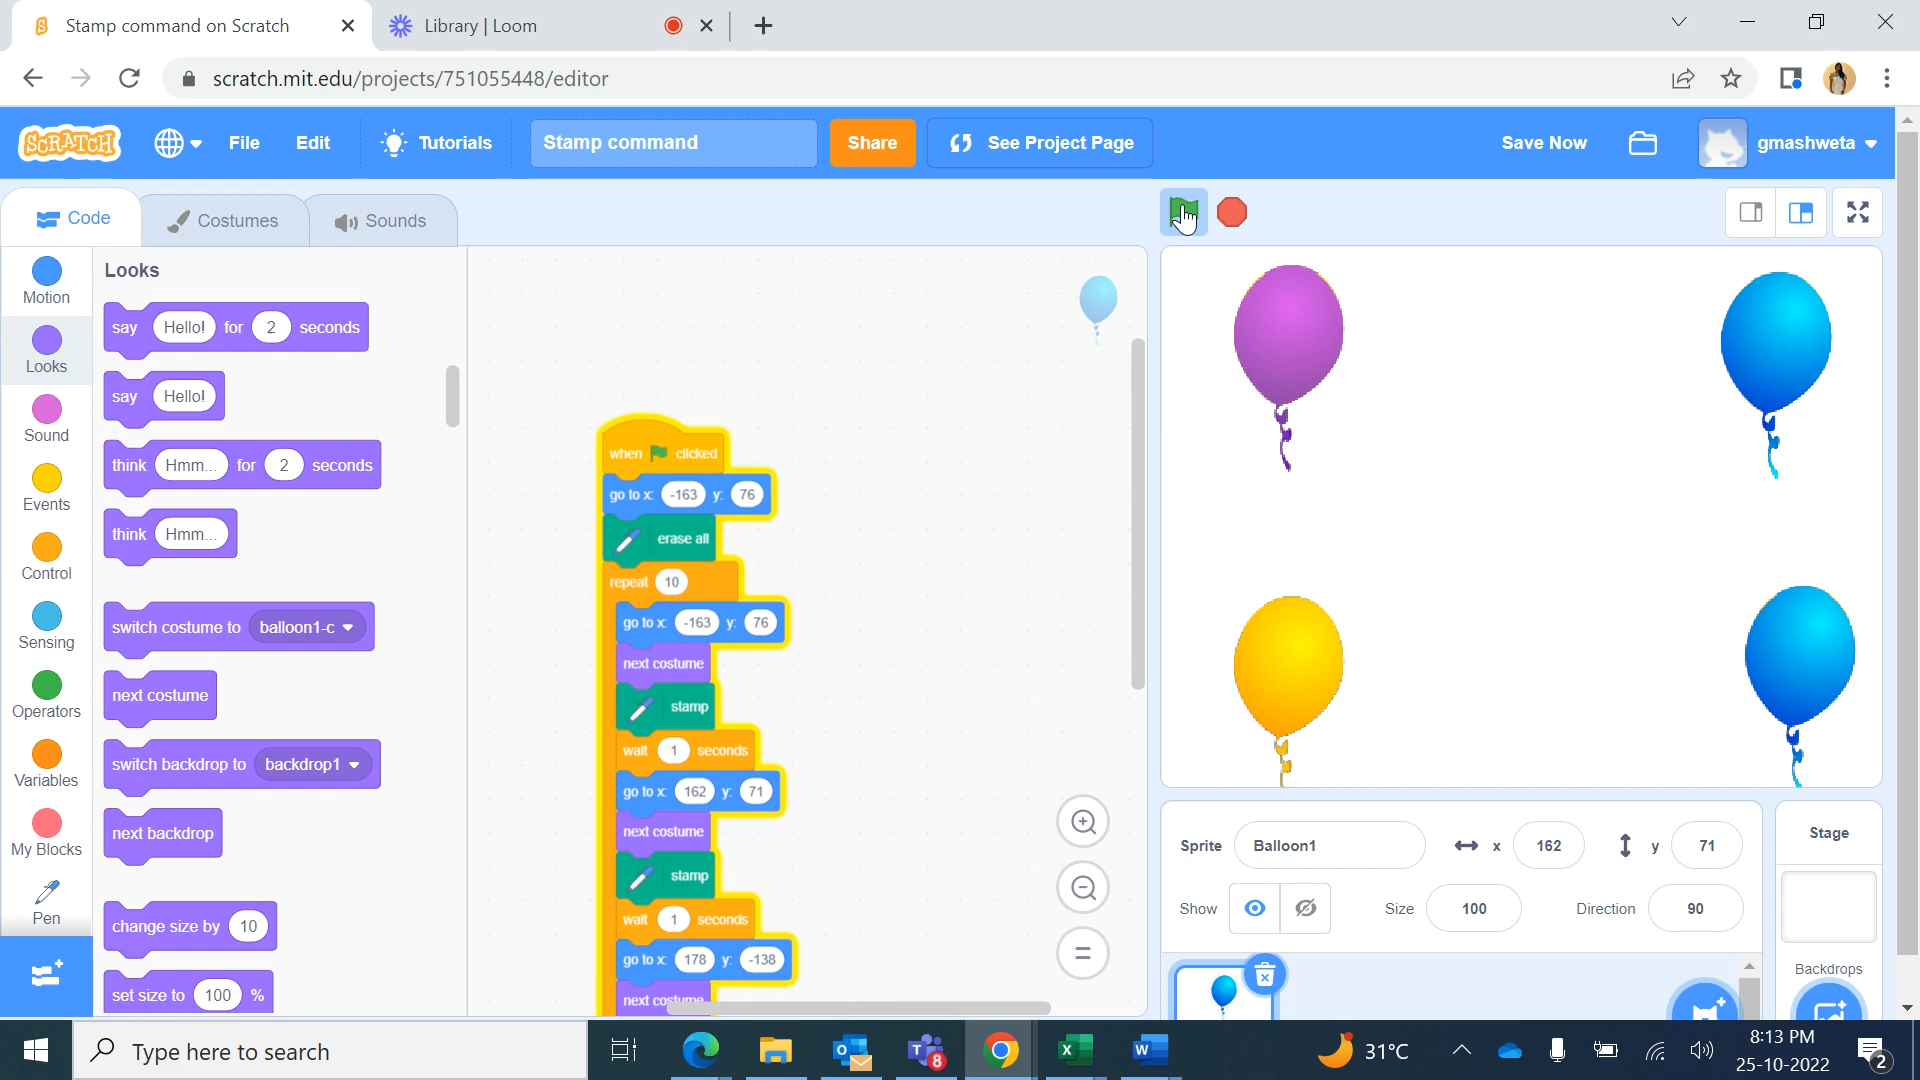 Stamp command on Scratch
Library | Loom
scratch.mit.edu/projects/751055448/editor
SCRATCH
File
Edit
Tutorials
Stamp command
Share
See Project Page
Save Now
gmashweta
Code
Costumes
Sounds
Motion
Looks
Sound
Events
Control
Sensing
Operators
Variables
My Blocks
Pen
Looks
say Hello! for 2 seconds
say Hello!
think Hmm... for 2 seconds
think Hmm...
switch costume to balloon1-c
next costume
switch backdrop to backdrop1
next backdrop
change size by 10
set size to 100 %
when clicked
go to x: -163 y: 76
erase all
repeat 10
go to x: -163 y: 76
next costume
stamp
wait 1 seconds
go to x: 162 y: 71
next costume
stamp
wait 1 seconds
go to x: 178 y: -138
next costume
Sprite Balloon1 x 162 y 71
Show Size 100 Direction 90
Stage
Backdrops
Type here to search
8
31°C
8:13 PM
25-10-2022
2